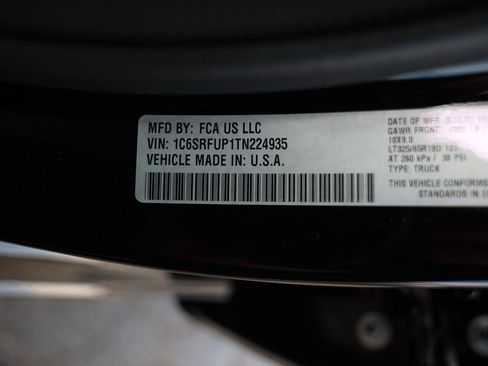 MFD BY: FCA US LLC
VIN: 1C6SRFUP1TN224935
VEHICLE MADE IN: U.S.A.
DATE OF MFR
GAWR FRONT:
18X9.0
LT325/65R18D
AT 260 kPa / 38 PSI
TYPE: TRUCK
THIS VEHICLE CONFORMS
STANDARDS IN